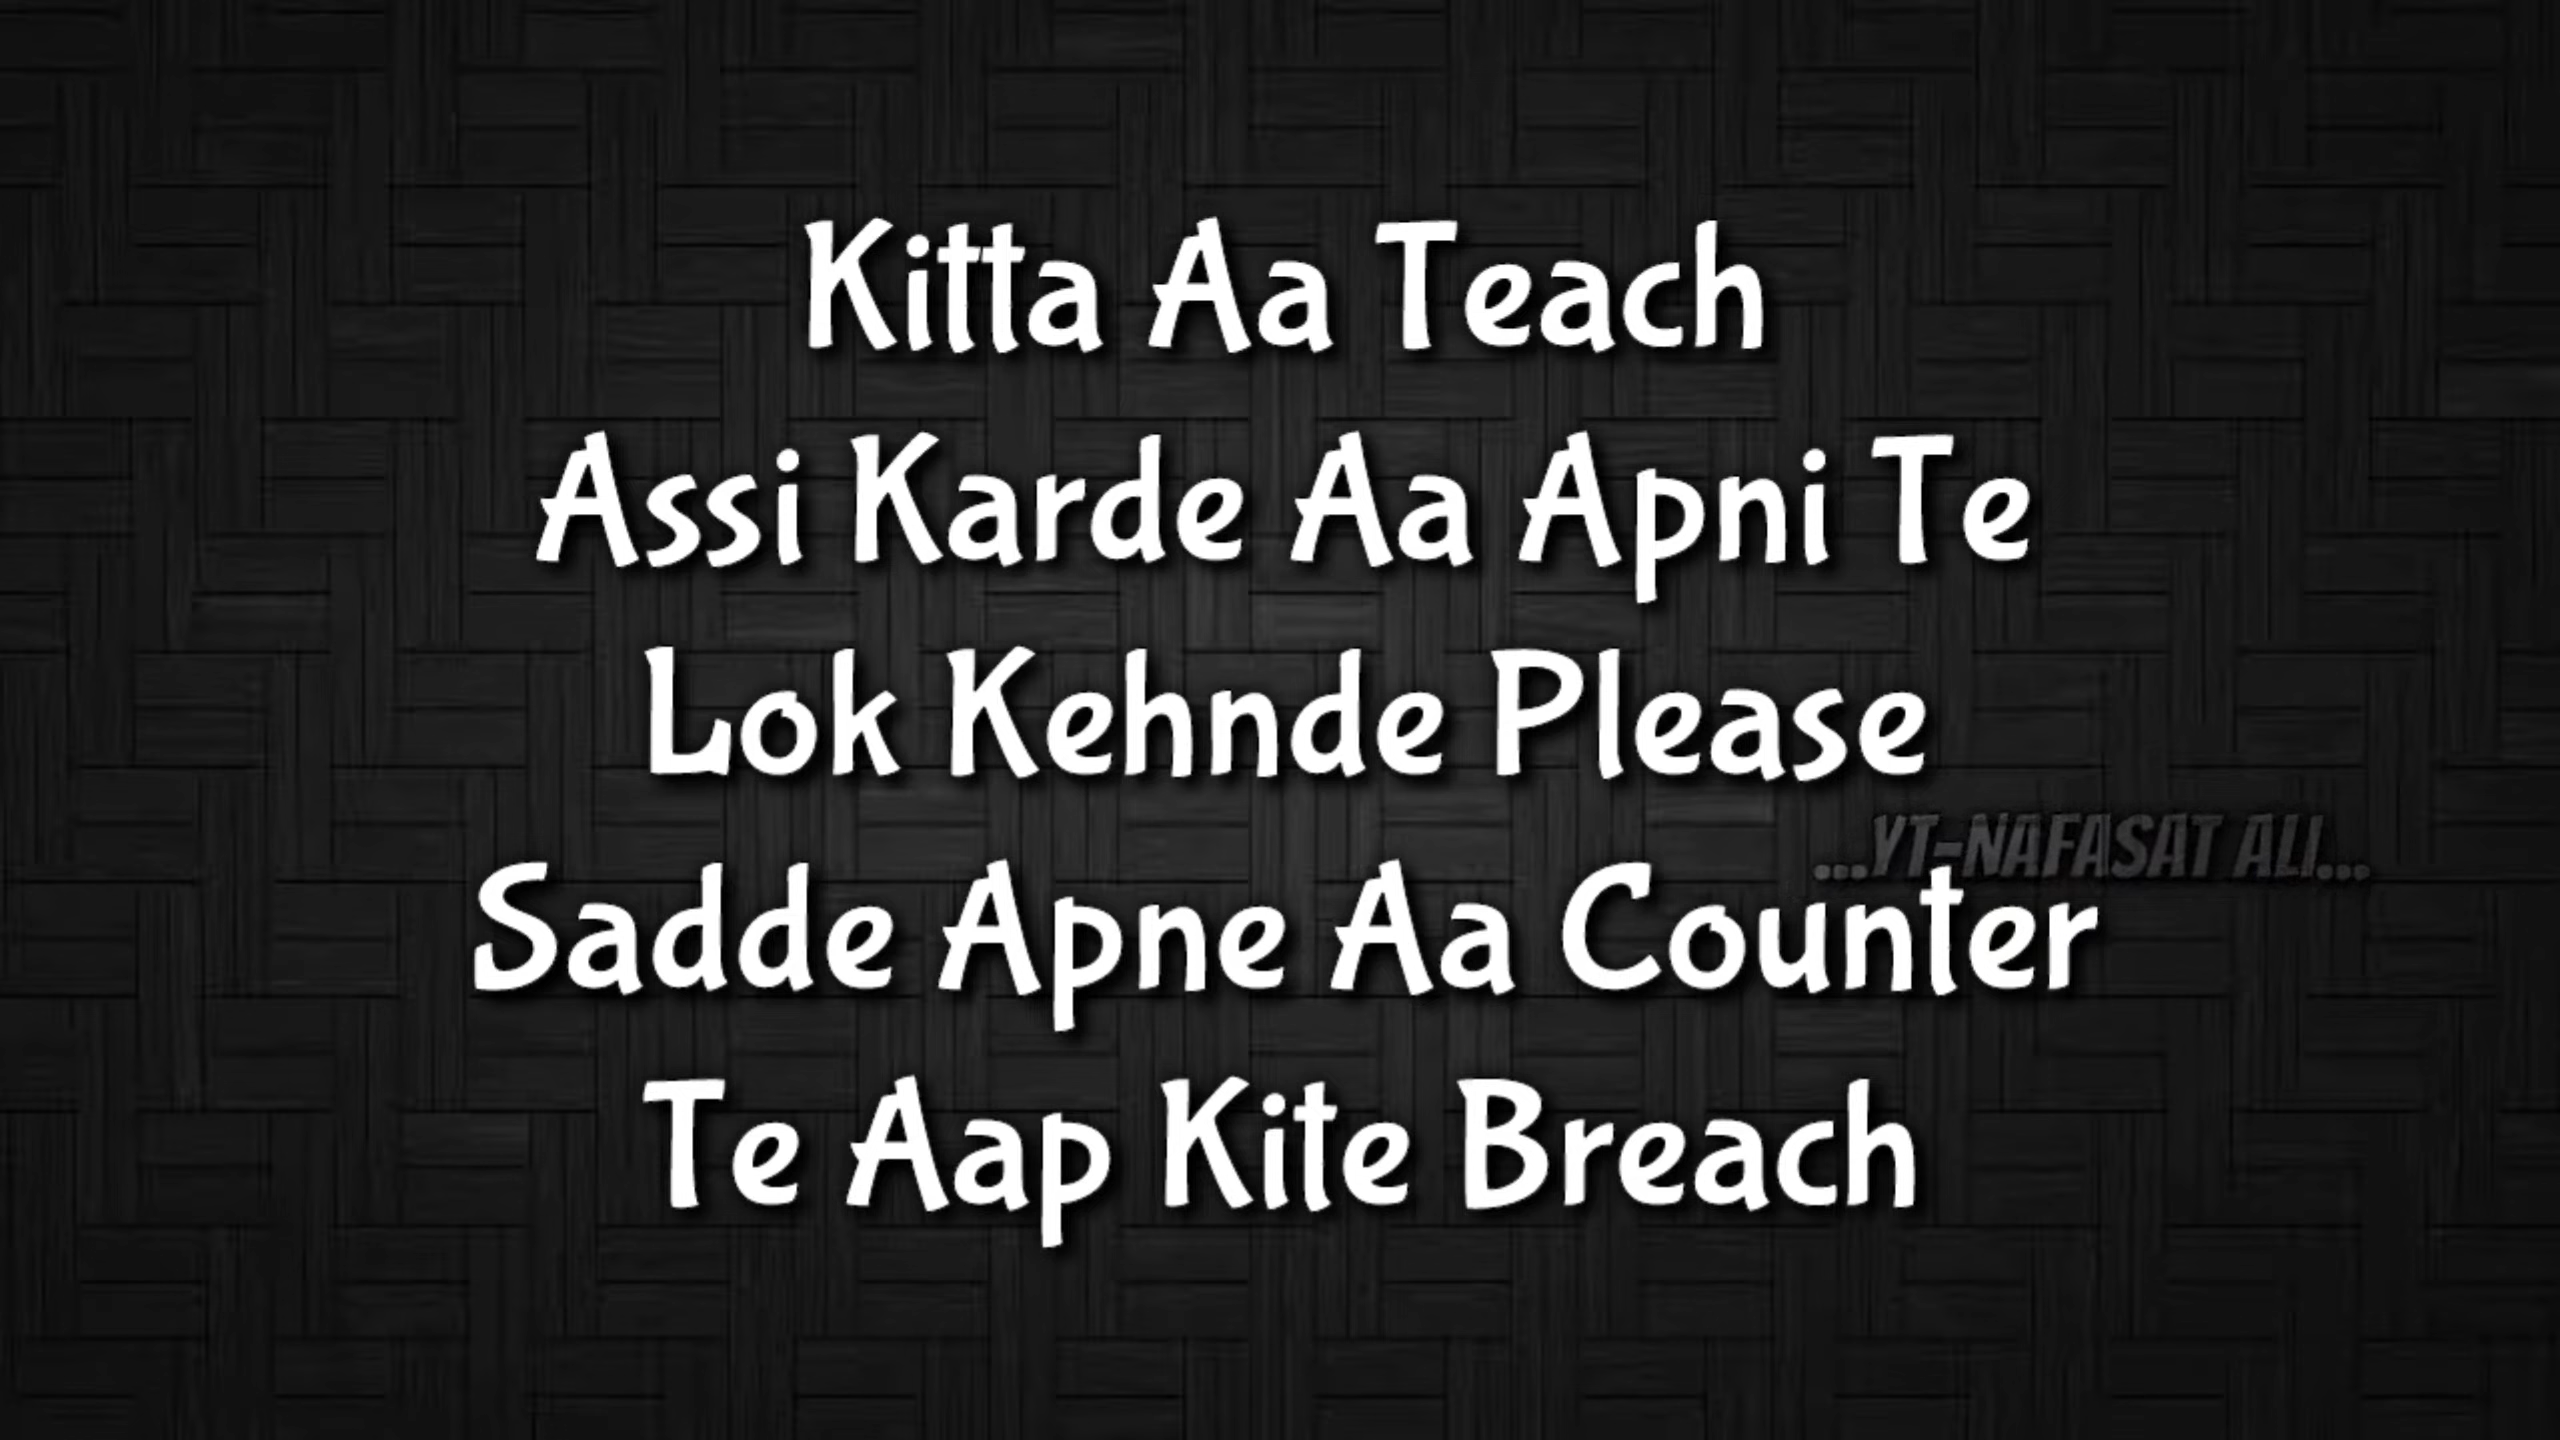 Kitta Aa Teach
Assi Karde Aa Apni Te
Lok Kehnde Please
...YT-NAFASAT ALI...
Sadde Apne Aa Counter
Te Aap Kite Breach